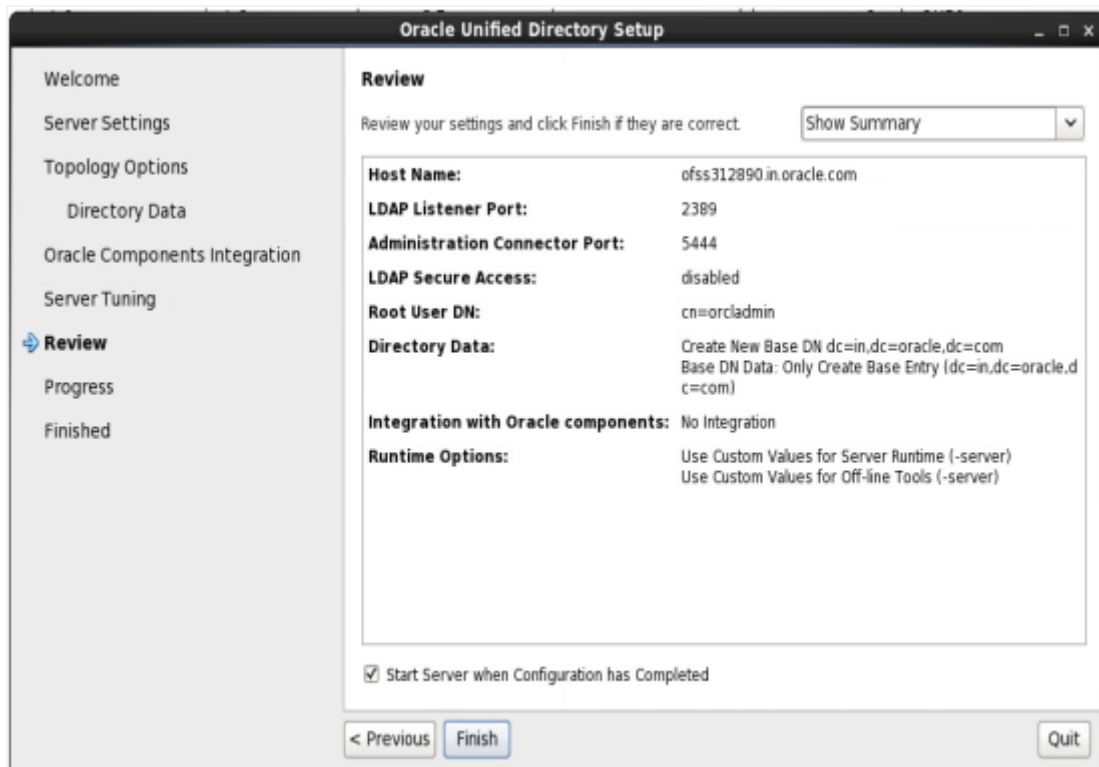 Oracle Unified Directory Setup
Welcome
Server Settings
Topology Options
Directory Data
Oracle Components Integration
Server Tuning
Review
Progress
Finished
Review
Review your settings and click Finish if they are correct.
Show Summary
Host Name: ofss312890.in.oracle.com
LDAP Listener Port: 2389
Administration Connector Port: 5444
LDAP Secure Access: disabled
Root User DN: cn=orcladmin
Directory Data: Create New Base DN dc=in,dc=oracle,dc=com
Base DN Data: Only Create Base Entry (dc=in,dc=oracle,d
c=com)
Integration with Oracle components: No Integration
Runtime Options: Use Custom Values for Server Runtime (-server)
Use Custom Values for Off-line Tools (-server)
Start Server when Configuration has Completed
< Previous
Finish
Quit